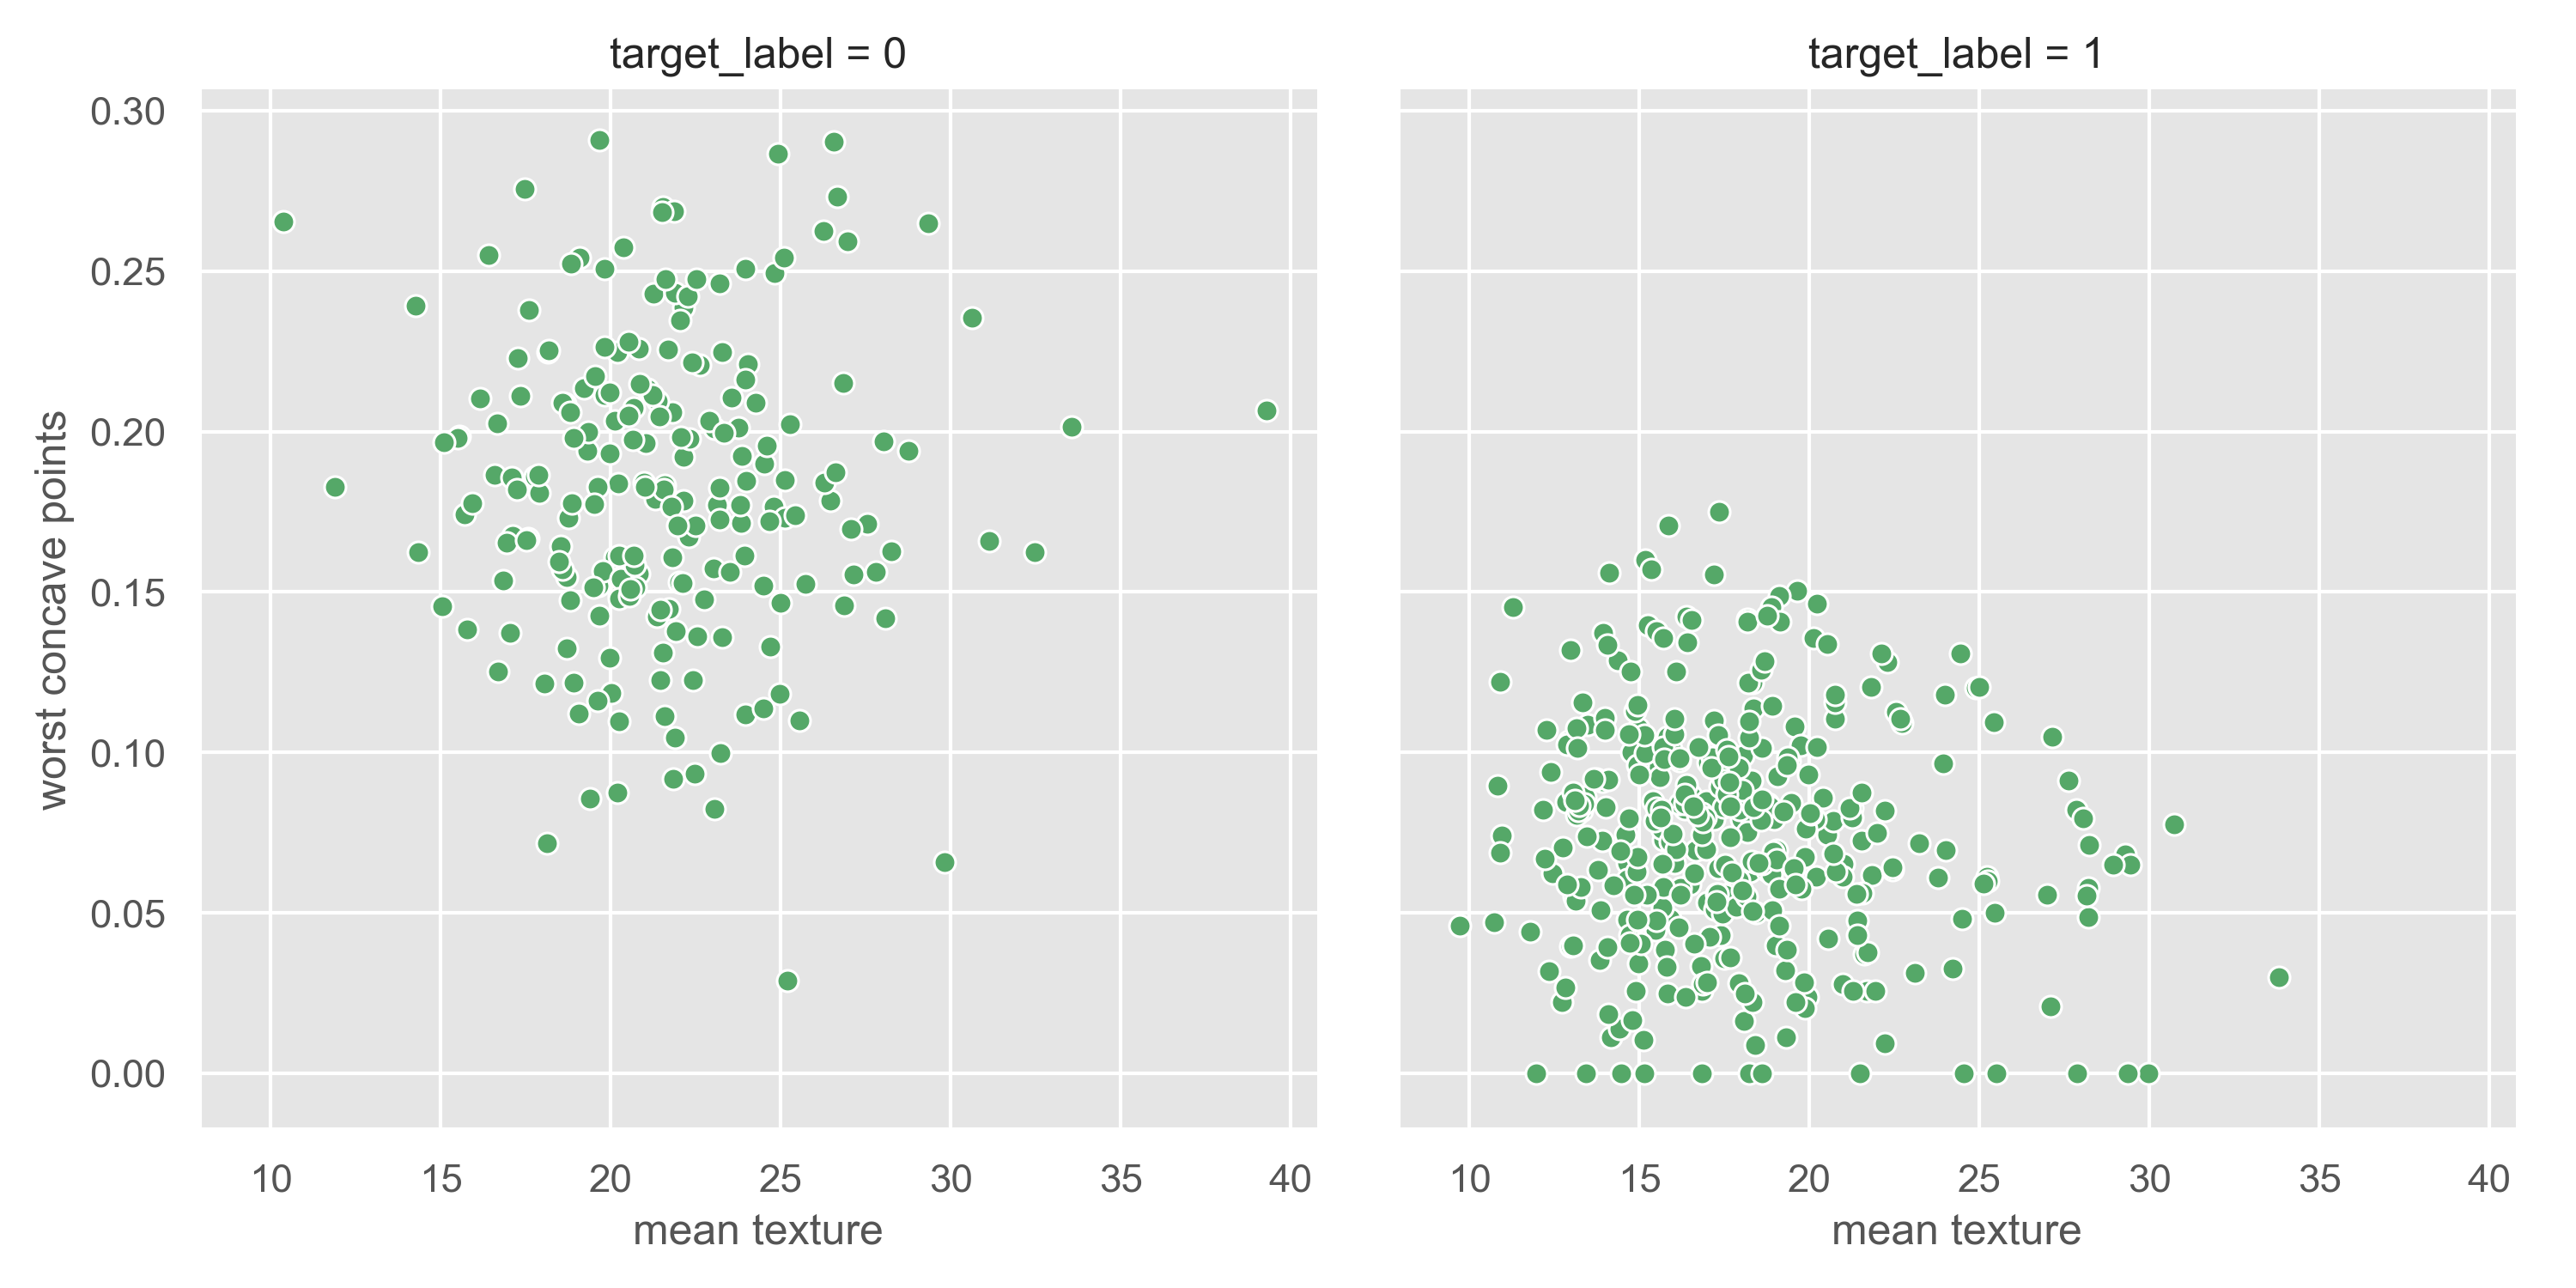 target_label = 0
target_label = 1
0.30
0.25
0.20
0.15
0.10
0.05
0.00
worst concave points
10 15 20 25 30 35 40
10 15 20 25 30 35 40
mean texture
mean texture